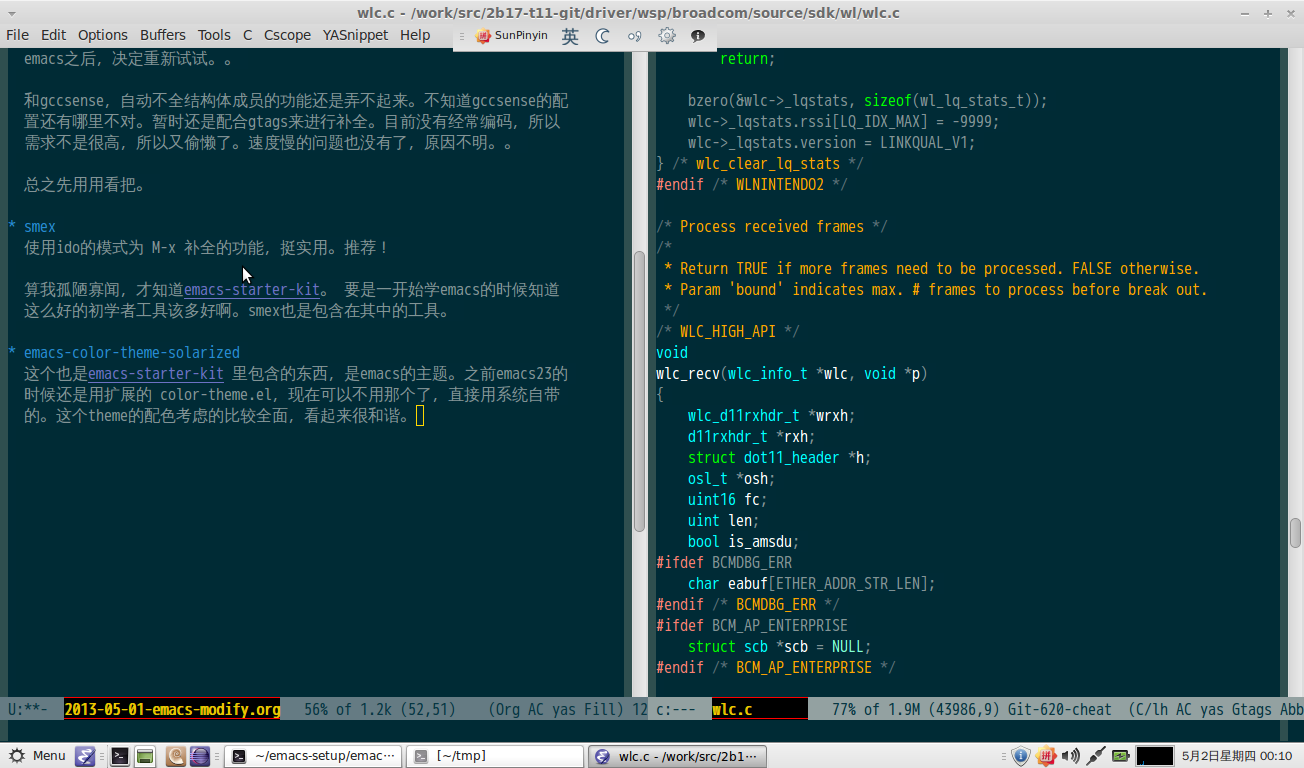 wlc.c - /work/src/2b17-t11-git/driver/wsp/broadcom/source/sdk/wl/wlc.c
File Edit Options Buffers Tools C Cscope YASnippet Help
SunPinyin 英
emacs之后，决定重新试试。。
和gccsense，自动不全结构体成员的功能还是弄不起来。不知道gccsense的配
置还有哪里不对。暂时还是配合gtags来进行补全。目前没有经常编码，所以
需求不是很高，所以又偷懒了。速度慢的问题也没有了，原因不明。。
总之先用用看把。
* smex
使用ido的模式为 M-x 补全的功能，挺实用。推荐！
算我孤陋寡闻，才知道emacs-starter-kit。 要是一开始学emacs的时候知道
这么好的初学者工具该多好啊。smex也是包含在其中的工具。
* emacs-color-theme-solarized
这个也是emacs-starter-kit 里包含的东西，是emacs的主题。之前emacs23的
时候还是用扩展的 color-theme.el，现在可以不用那个了，直接用系统自带
的。这个theme的配色考虑的比较全面，看起来很和谐。
U:**- 2013-05-01-emacs-modify.org 56% of 1.2k (52,51) (Org AC yas Fill) 12
return;
bzero(&wlc->_lqstats, sizeof(wl_lq_stats_t));
wlc->_lqstats.rssi[LQ_IDX_MAX] = -9999;
wlc->_lqstats.version = LINKQUAL_V1;
} /* wlc_clear_lq_stats */
#endif /* WLNINTENDO2 */
/* Process received frames */
/*
* Return TRUE if more frames need to be processed. FALSE otherwise.
* Param 'bound' indicates max. # frames to process before break out.
*/
/* WLC_HIGH_API */
void
wlc_recv(wlc_info_t *wlc, void *p)
{
wlc_d11rxhdr_t *wrxh;
d11rxhdr_t *rxh;
struct dot11_header *h;
osl_t *osh;
uint16 fc;
uint len;
bool is_amsdu;
#ifdef BCMDBG_ERR
char eabuf[ETHER_ADDR_STR_LEN];
#endif /* BCMDBG_ERR */
#ifdef BCM_AP_ENTERPRISE
struct scb *scb = NULL;
#endif /* BCM_AP_ENTERPRISE */
c:--- wlc.c 77% of 1.9M (43986,9) Git-620-cheat (C/lh AC yas Gtags Abb
Menu ~/emacs-setup/emac… [~/tmp] wlc.c - /work/src/2b1… 拼 5月2日星期四 00:10